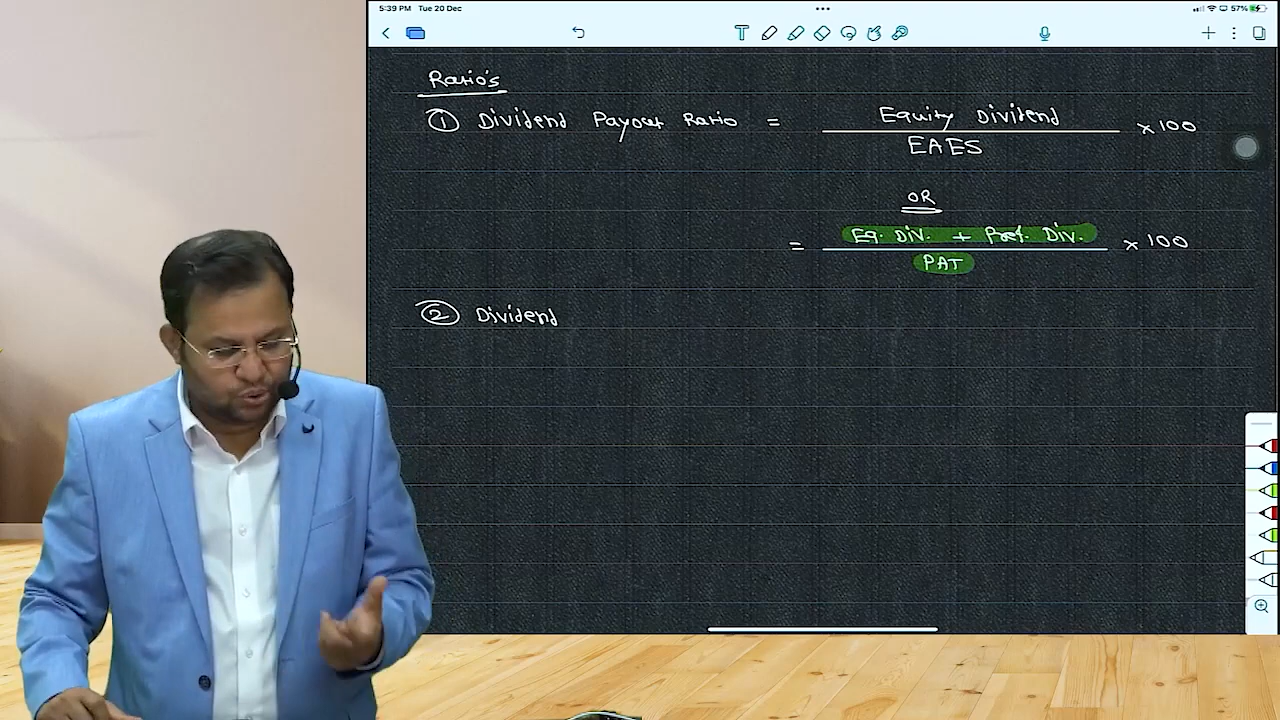 5:39 PM Tue 20 Dec
57%
Ratio's
① Dividend Payout Ratio = Equity Dividend / EAES × 100
OR
= Eq. Div. + Pref. Div. / PAT × 100
② Dividend